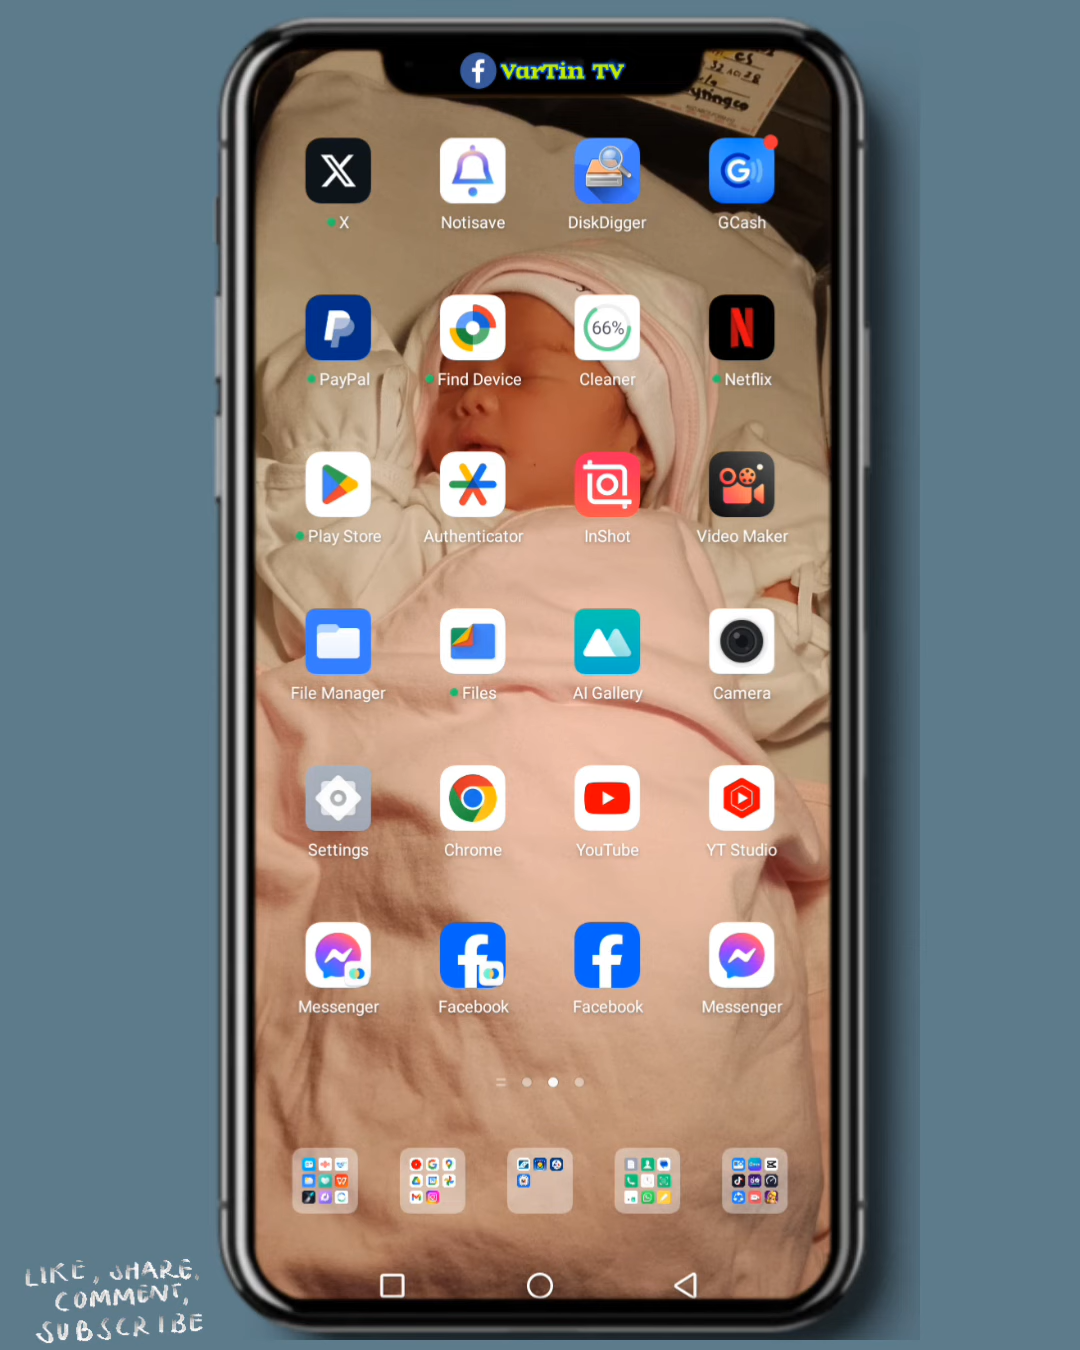 VarTin TV
X Notisave DiskDigger GCash
66%
PayPal Find Device Cleaner Netflix
Play Store Authenticator InShot Video Maker
File Manager Files AI Gallery Camera
Settings Chrome YouTube YT Studio
Messenger Facebook Facebook Messenger
LIKE, SHARE,
COMMENT,
SUBSCRIBE